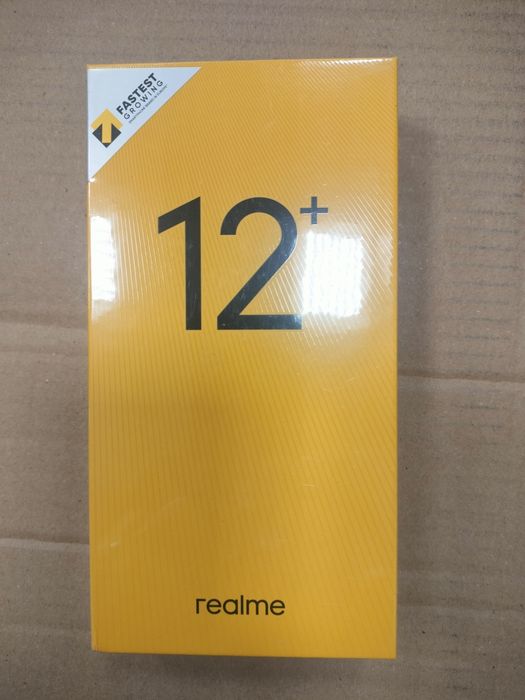 FASTEST
GROWING
12+
realme